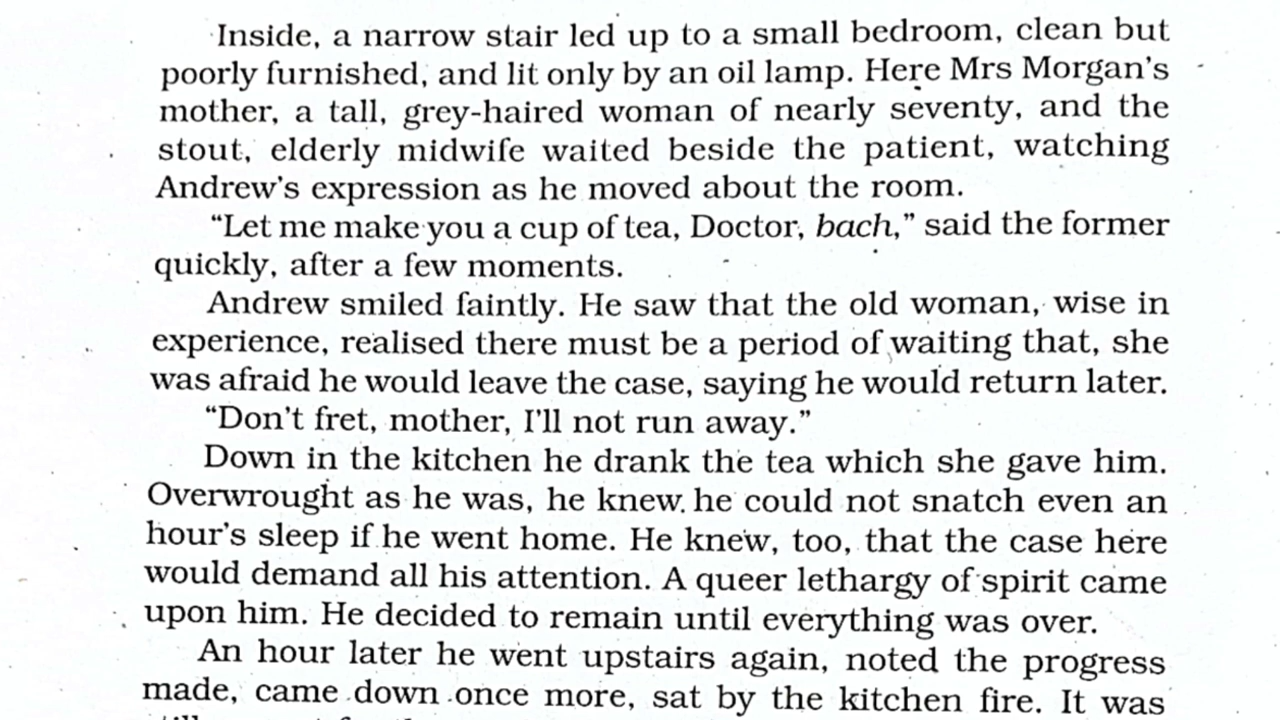 Inside, a narrow stair led up to a small bedroom, clean but
poorly furnished, and lit only by an oil lamp. Here Mrs Morgan's
mother, a tall, grey-haired woman of nearly seventy, and the
stout, elderly midwife waited beside the patient, watching
Andrew's expression as he moved about the room.
“Let me make you a cup of tea, Doctor, bach,” said the former
quickly, after a few moments.
Andrew smiled faintly. He saw that the old woman, wise in
experience, realised there must be a period of waiting that, she
was afraid he would leave the case, saying he would return later.
“Don't fret, mother, I'll not run away.”
Down in the kitchen he drank the tea which she gave him.
Overwrought as he was, he knew he could not snatch even an
hour's sleep if he went home. He knew, too, that the case here
would demand all his attention. A queer lethargy of spirit came
upon him. He decided to remain until everything was over.
An hour later he went upstairs again, noted the progress
made, came down once more, sat by the kitchen fire. It was